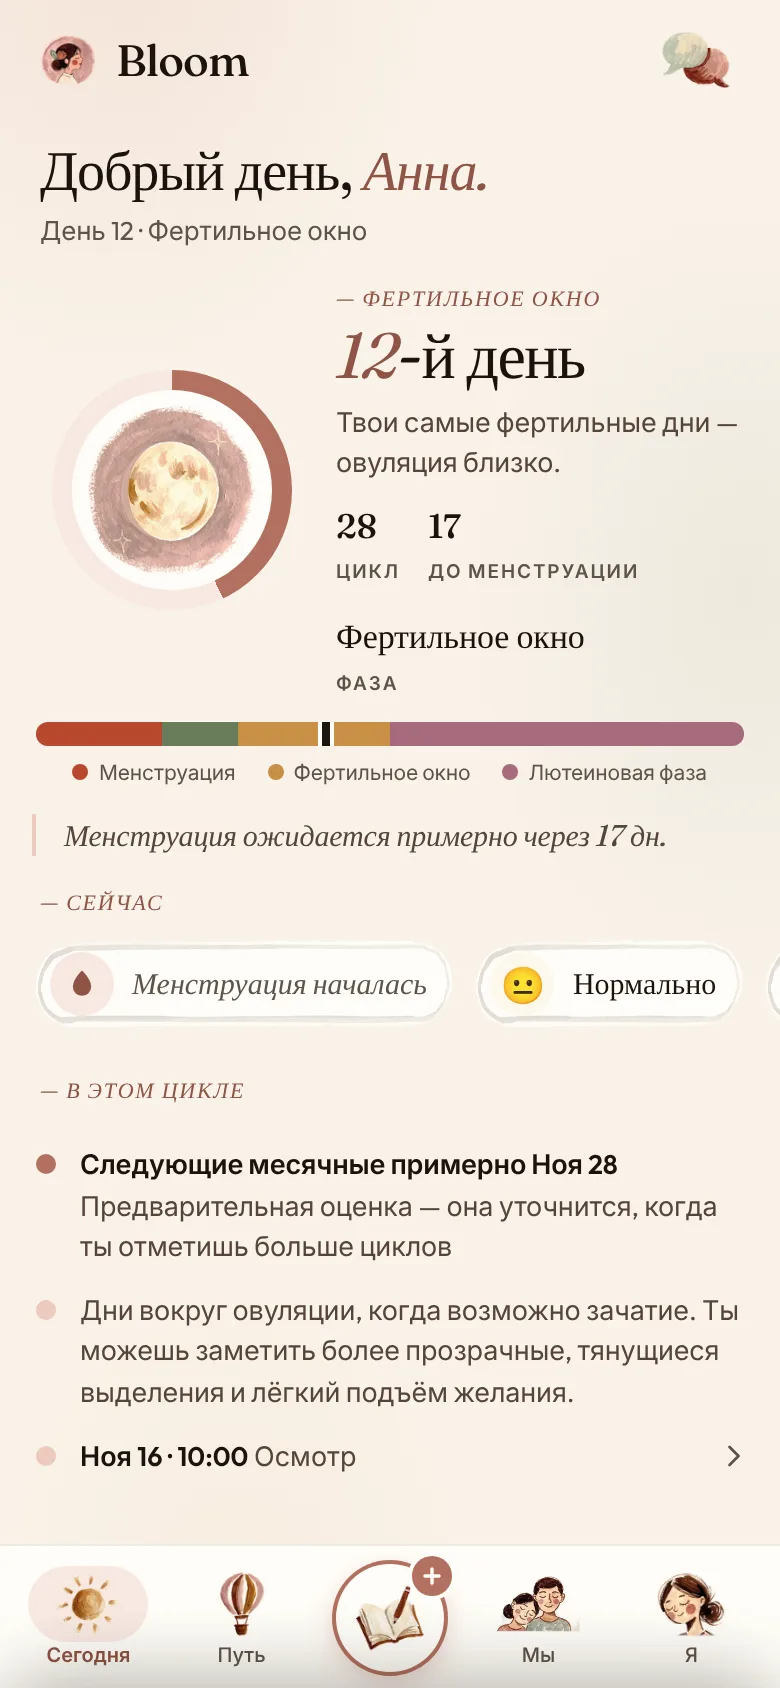 Bloom
Добрый день, Анна.
День 12 · Фертильное окно
— ФЕРТИЛЬНОЕ ОКНО
12-й день
Твои самые фертильные дни —
овуляция близко.
28 17
ЦИКЛ ДО МЕНСТРУАЦИИ
Фертильное окно
ФАЗА
Менструация Фертильное окно Лютеиновая фаза
Менструация ожидается примерно через 17 дн.
— СЕЙЧАС
Менструация началась Нормально
— В ЭТОМ ЦИКЛЕ
Следующие месячные примерно Ноя 28
Предварительная оценка — она уточнится, когда
ты отметишь больше циклов
Дни вокруг овуляции, когда возможно зачатие. Ты
можешь заметить более прозрачные, тянущиеся
выделения и лёгкий подъём желания.
Ноя 16 · 10:00 Осмотр
Сегодня Путь Мы Я